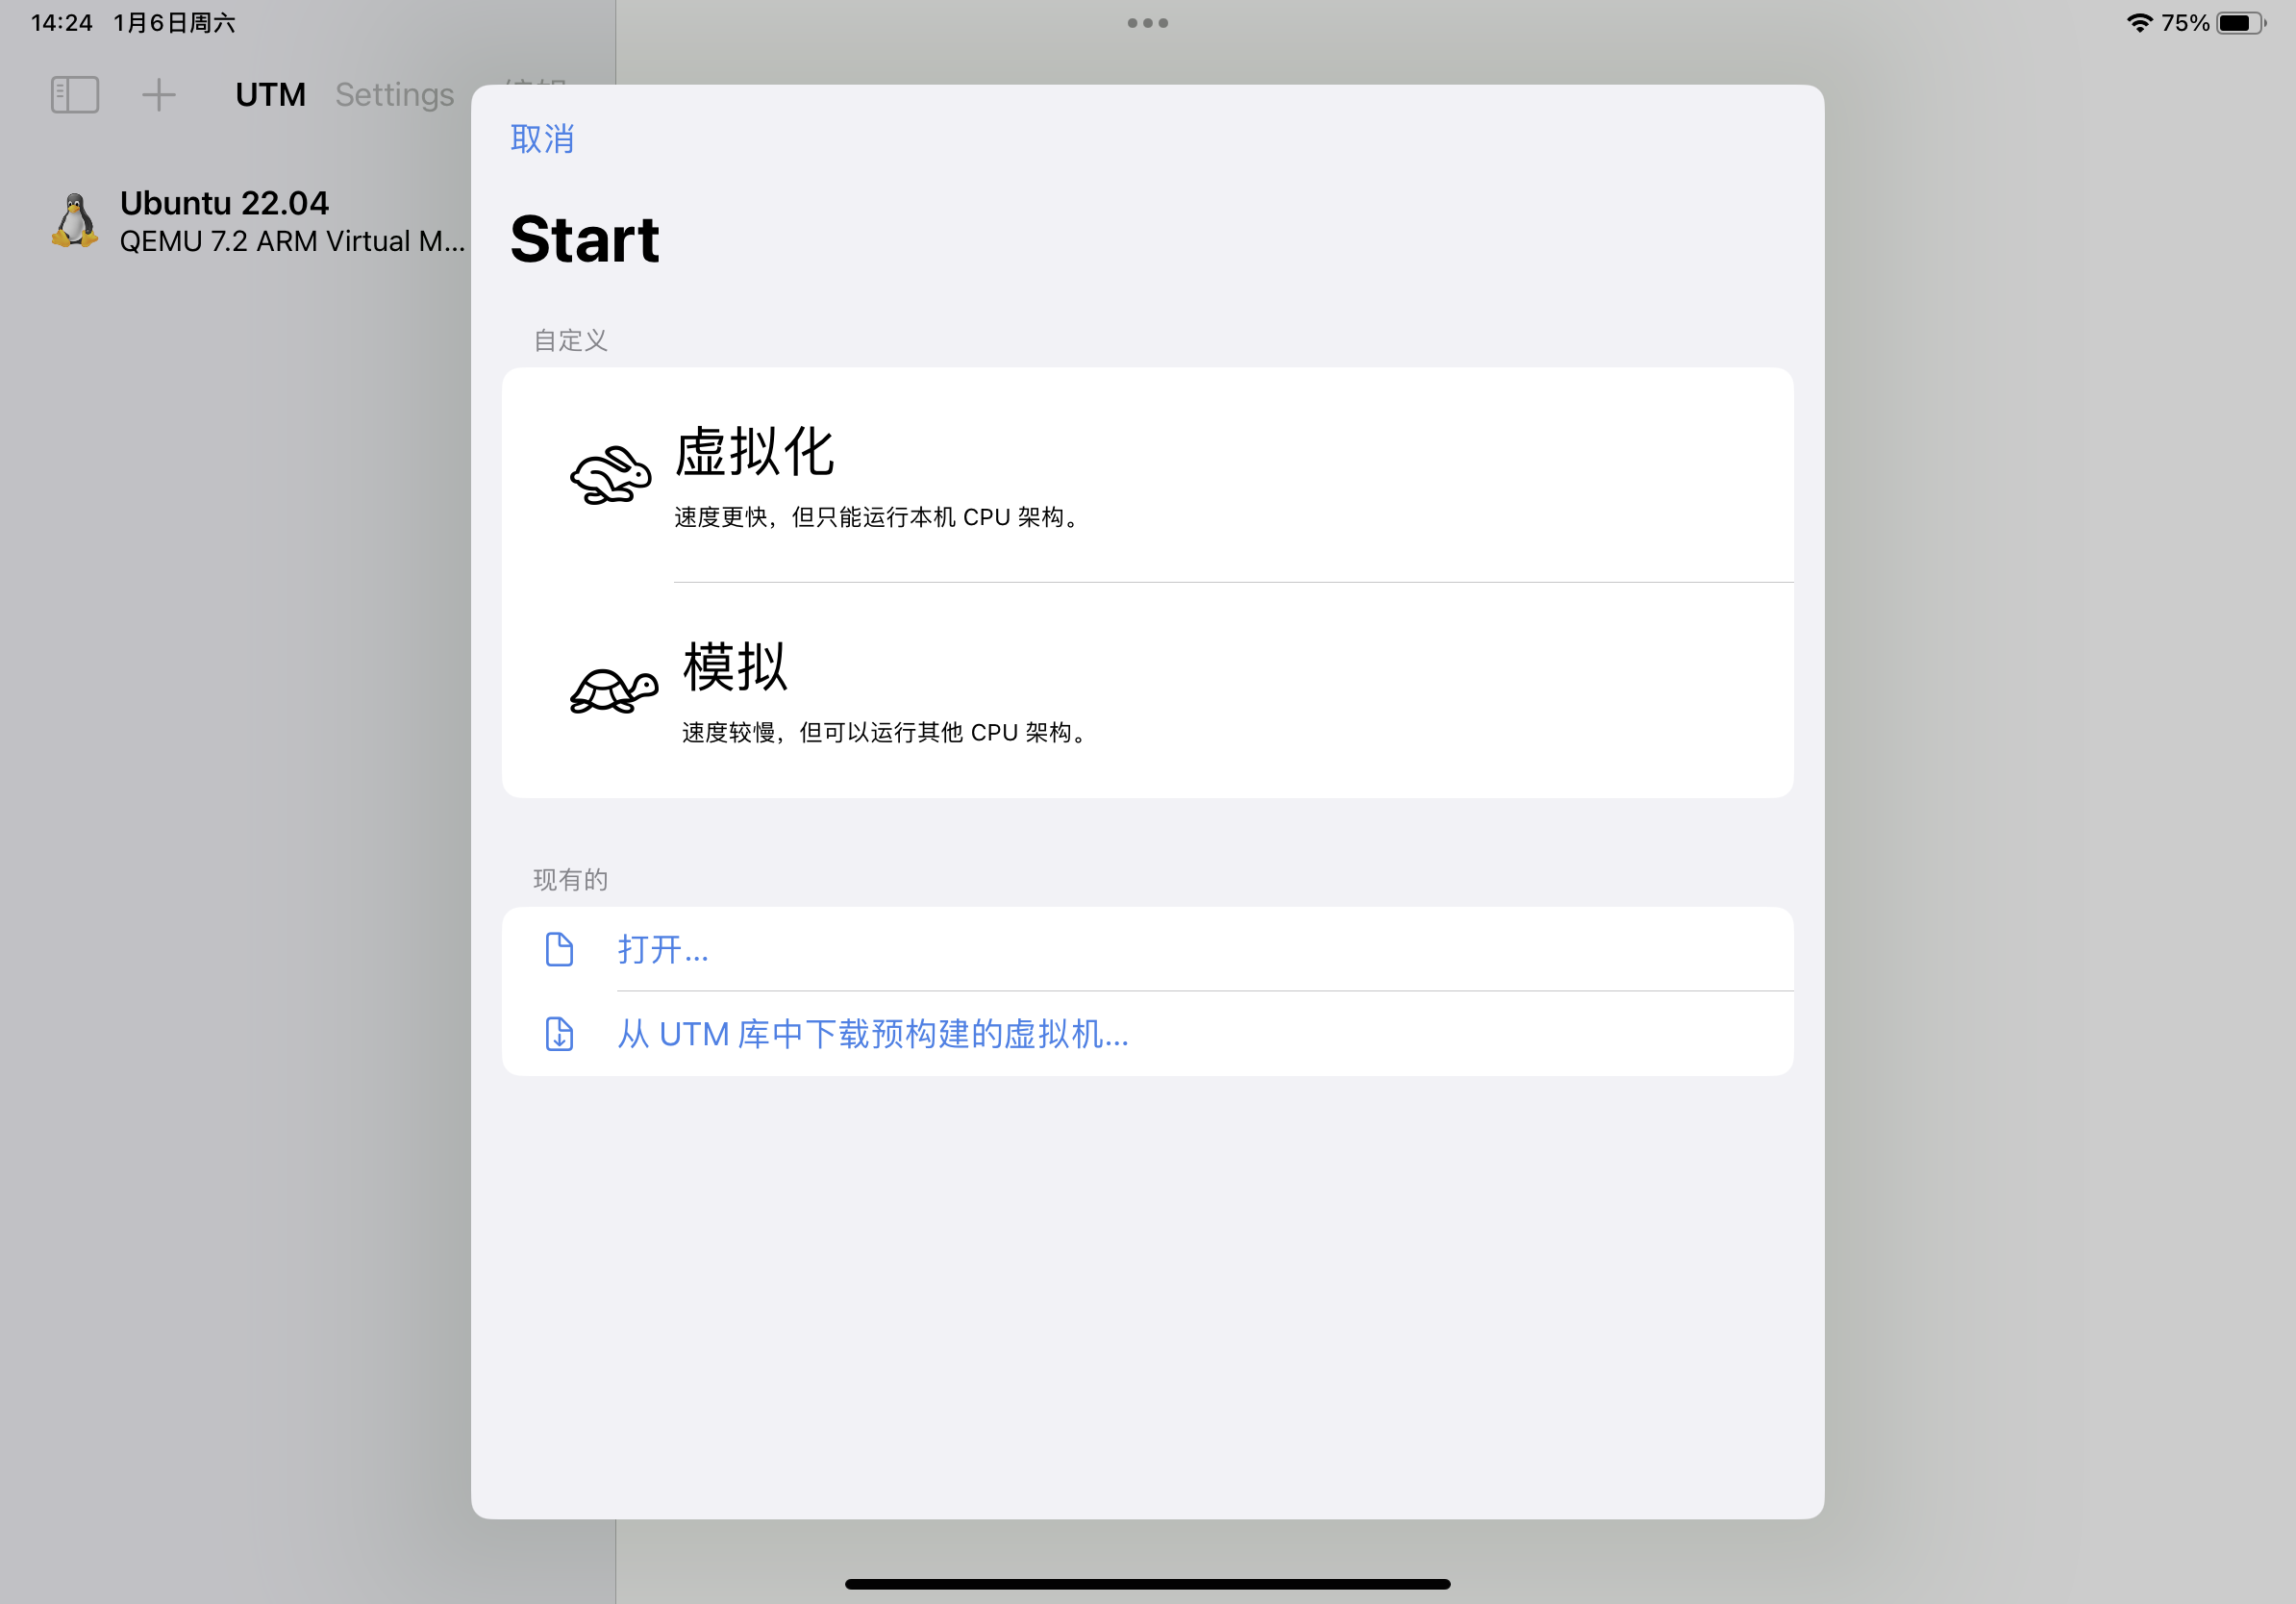 14:24 1月6日周六
75%
UTM Settings
Ubuntu 22.04
QEMU 7.2 ARM Virtual M...
取消
Start
自定义
虚拟化
速度更快，但只能运行本机 CPU 架构。
模拟
速度较慢，但可以运行其他 CPU 架构。
现有的
打开...
从 UTM 库中下载预构建的虚拟机...